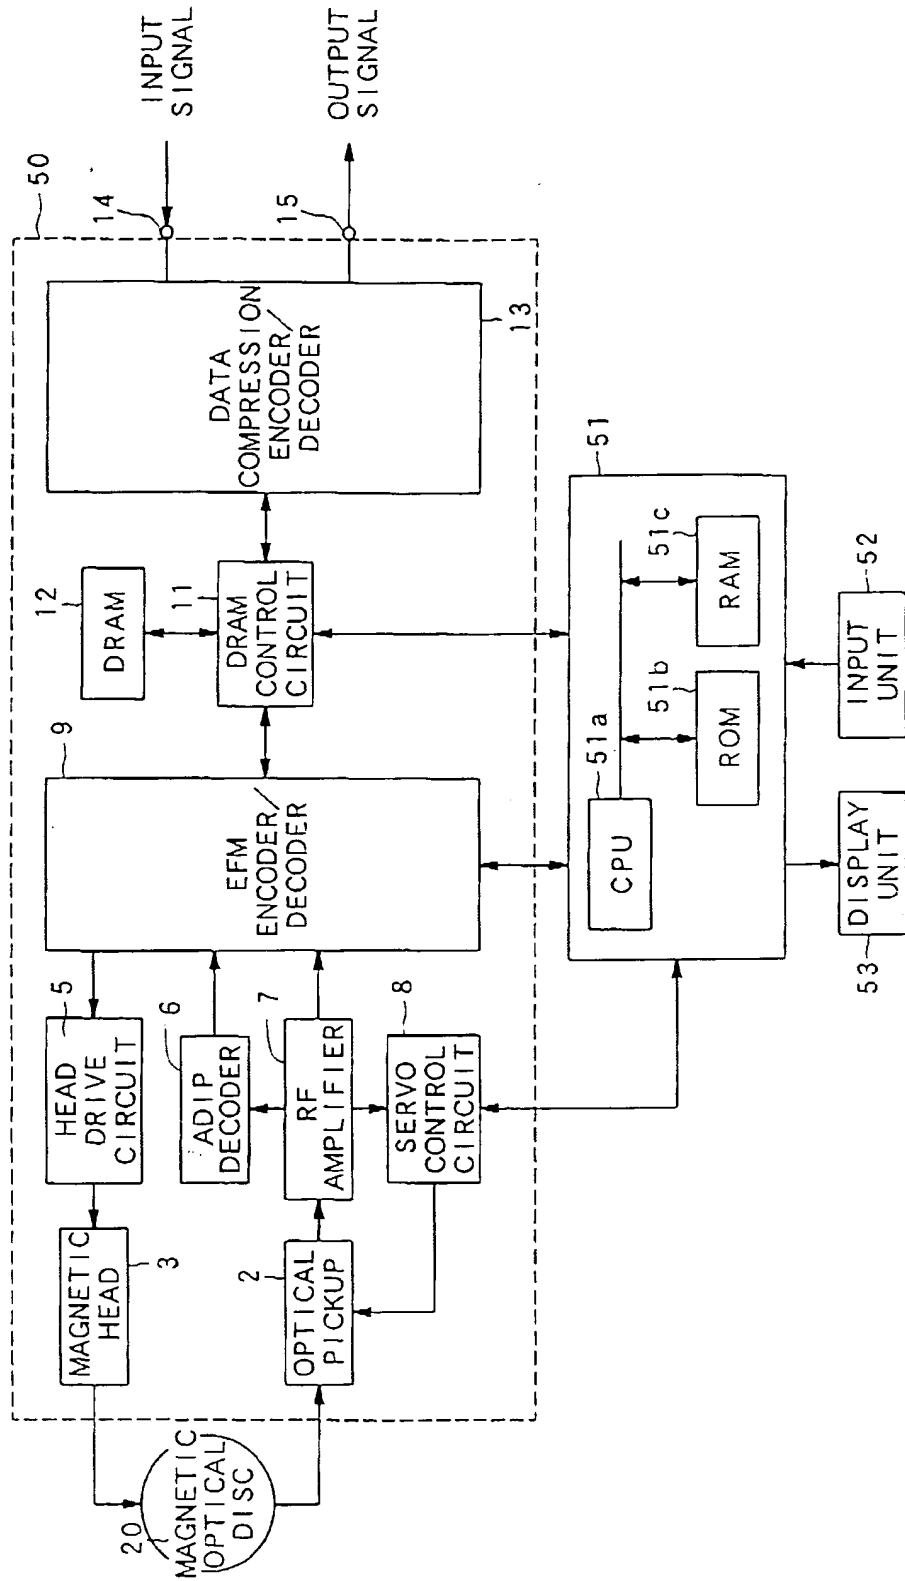 50
INPUT
SIGNAL
14
OUTPUT
SIGNAL
15
MAGNETIC
HEAD
3
HEAD
DRIVE
CIRCUIT
5
9
EFM
ENCODER/
DECODER
12
DRAM
11
DRAM
CONTROL
CIRCUIT
DATA
COMPRESSION
ENCODER/
DECODER
13
20
MAGNETIC
OPTICAL
DISC
6
ADIP
DECODER
2
OPTICAL
PICKUP
7
RF
AMPLIFIER
8
SERVO
CONTROL
CIRCUIT
51
51a
CPU
51b
ROM
51c
RAM
53
DISPLAY
UNIT
52
INPUT
UNIT